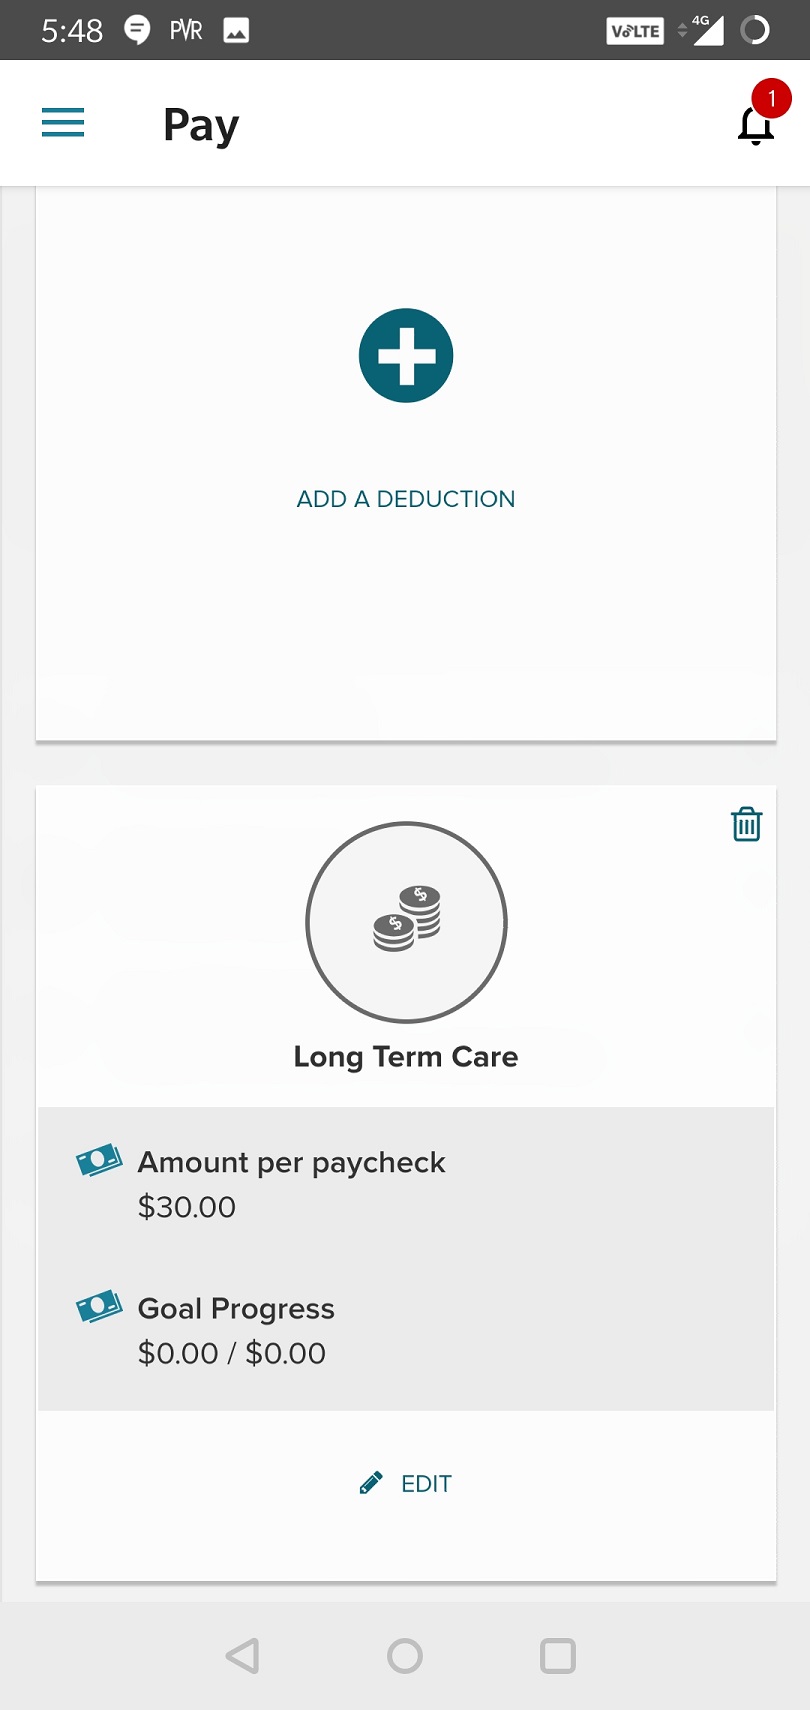 5:48 PVR VoLTE 4G
Pay
1
ADD A DEDUCTION
Long Term Care
Amount per paycheck
$30.00
Goal Progress
$0.00 / $0.00
EDIT